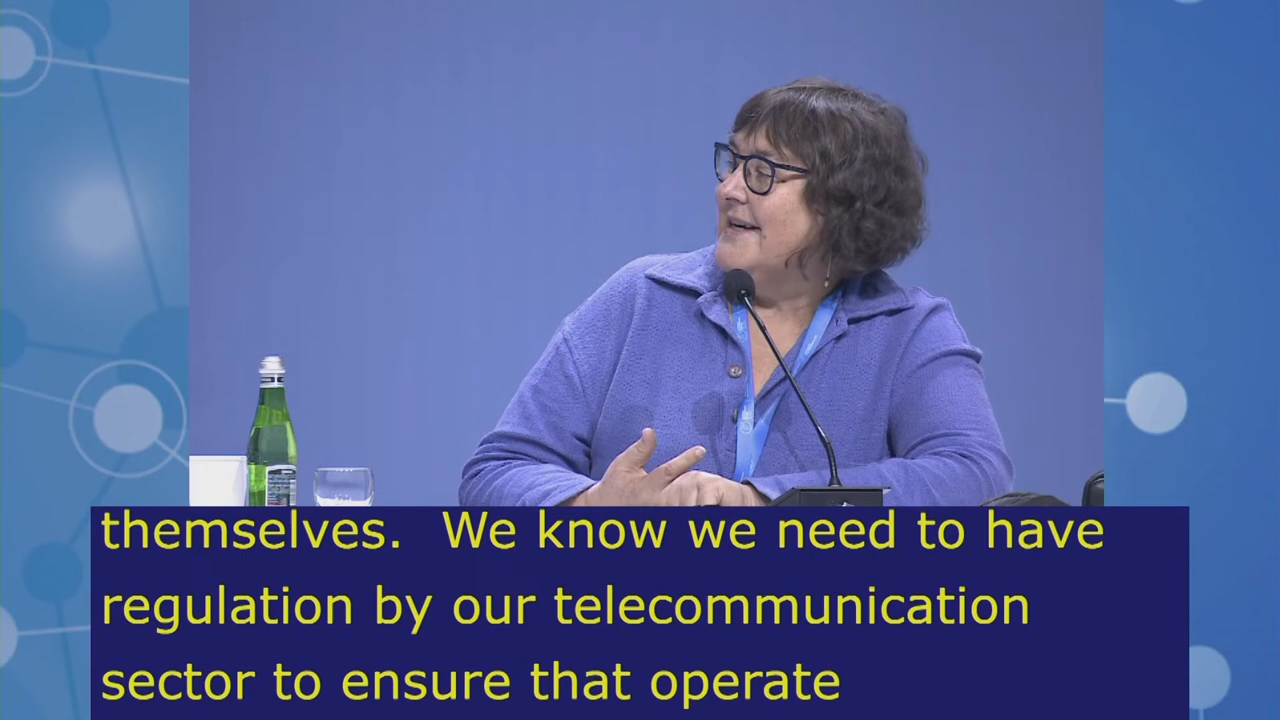 themselves.  We know we need to have
regulation by our telecommunication
sector to ensure that operate